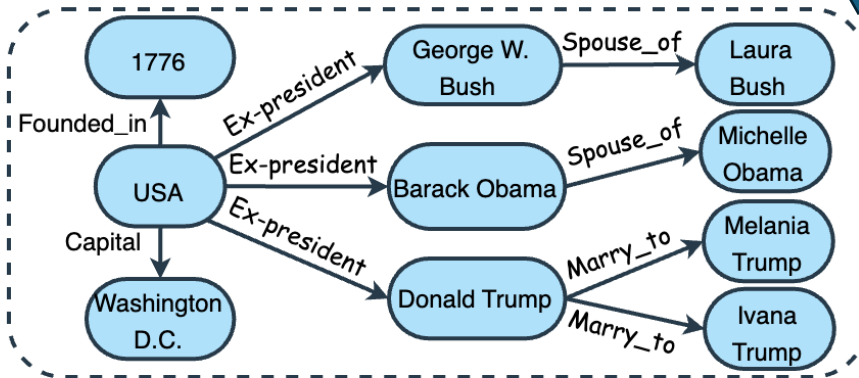 1776
Founded_in
USA
Capital
Washington
D.C.
Ex-president
Ex-president
Ex-president
George W.
Bush
Barack Obama
Donald Trump
Spouse_of
Spouse_of
Marry_to
Marry_to
Laura
Bush
Michelle
Obama
Melania
Trump
Ivana
Trump